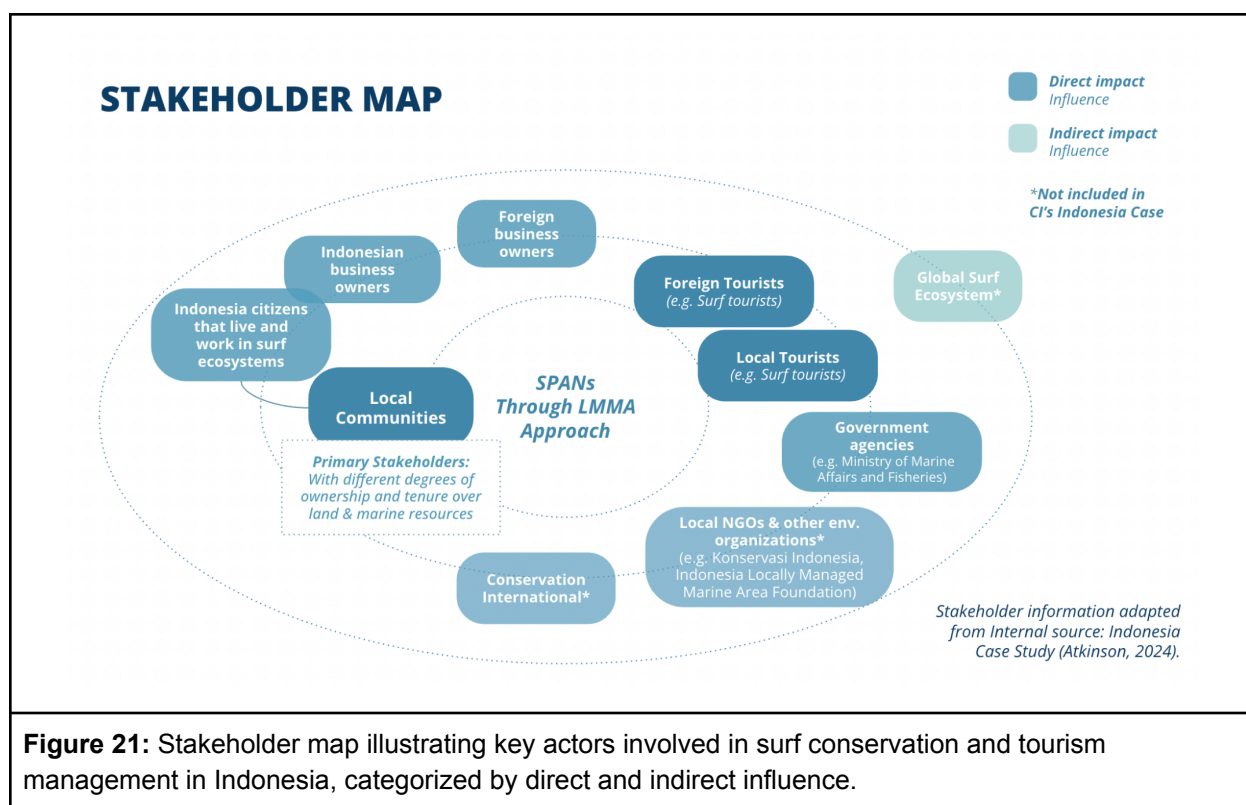 STAKEHOLDER MAP
Direct impact
Influence
Indirect impact
Influence
*Not included in
CI's Indonesia Case
Foreign
business
owners
Indonesian
business
owners
Indonesia citizens
that live and
work in surf
ecosystems
Foreign Tourists
(e.g. Surf tourists)
Global Surf
Ecosystem*
Local Tourists
(e.g. Surf tourists)
Local
Communities
SPANs
Through LMMA
Approach
Primary Stakeholders:
With different degrees of
ownership and tenure over
land & marine resources
Government
agencies
(e.g. Ministry of Marine
Affairs and Fisheries)
Local NGOs & other env.
organizations*
(e.g. Konservasi Indonesia,
Indonesia Locally Managed
Marine Area Foundation)
Conservation
International*
Stakeholder information adapted
from Internal source: Indonesia
Case Study (Atkinson, 2024).
Figure 21: Stakeholder map illustrating key actors involved in surf conservation and tourism
management in Indonesia, categorized by direct and indirect influence.